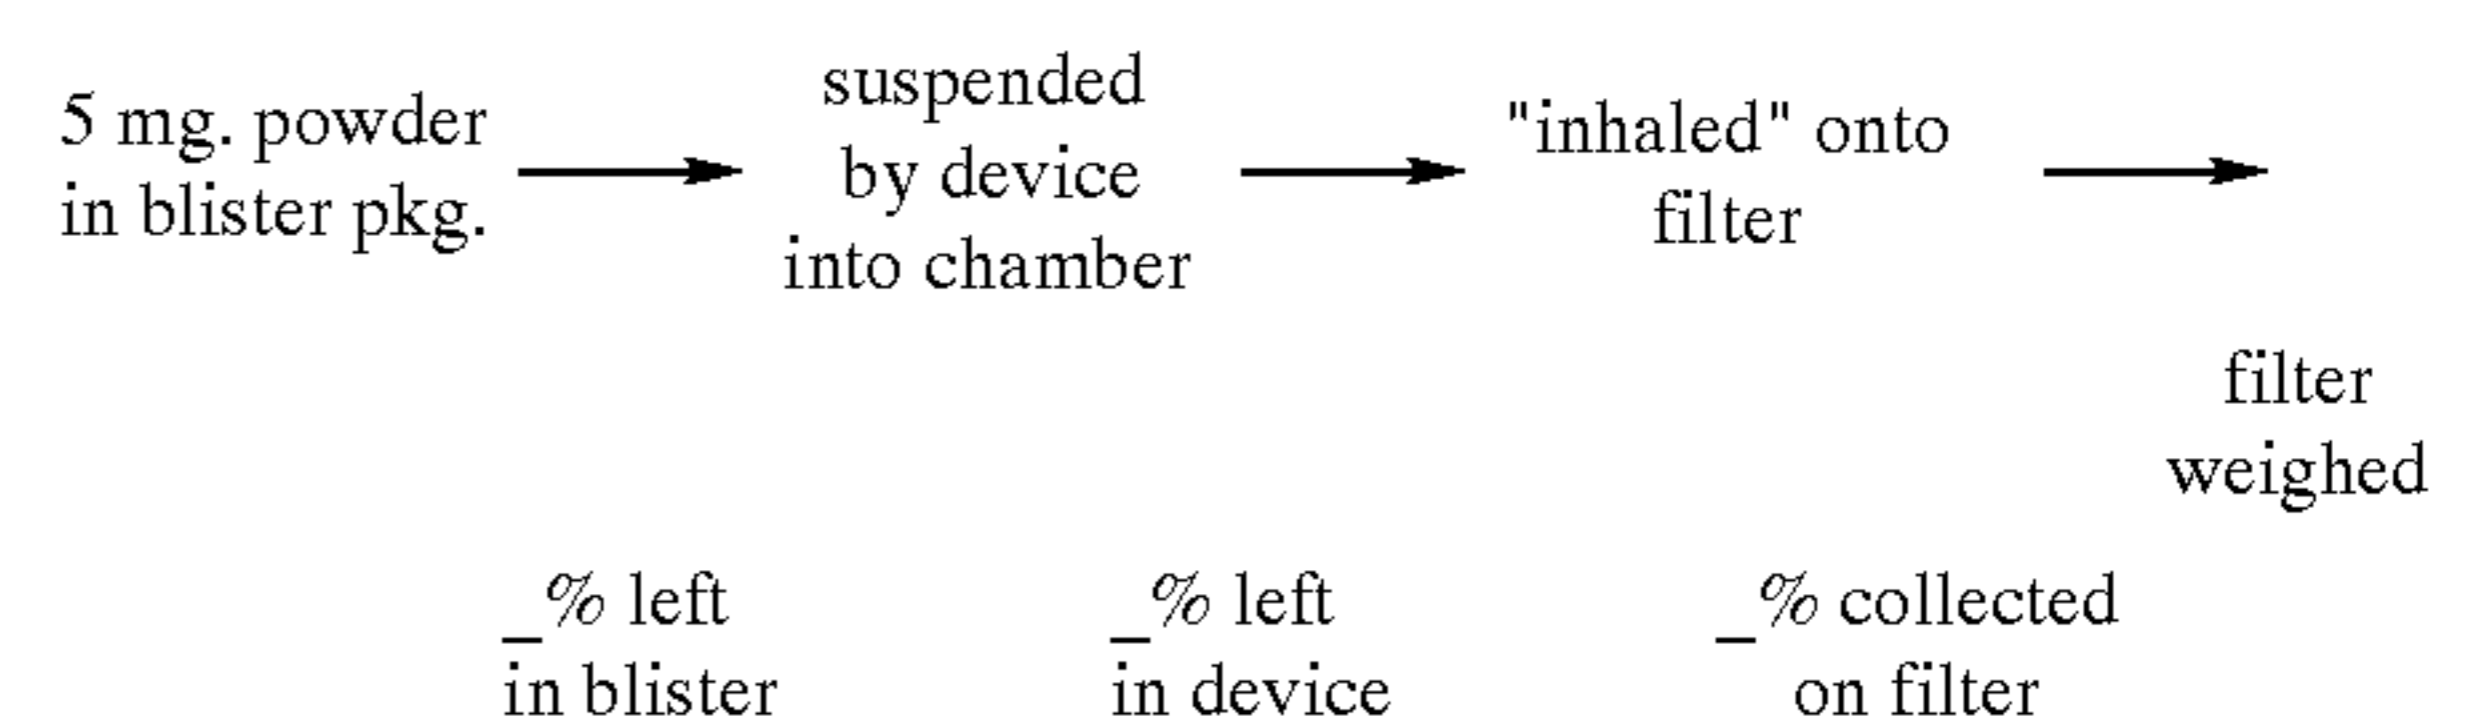 5 mg. powder
in blister pkg.
suspended
by device
into chamber
"inhaled" onto
filter
filter
weighed
_% left
in blister
_% left
in device
_% collected
on filter